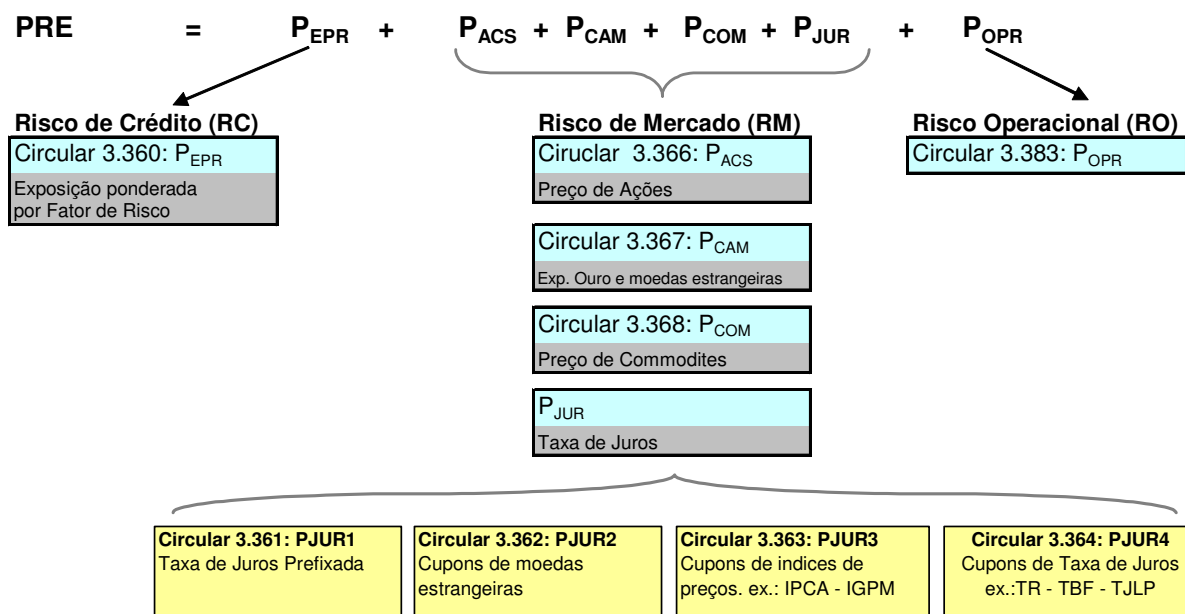 PRE = PEPR + PACS + PCAM + PCOM + PJUR + POPR
Risco de Crédito (RC)
Circular 3.360: PEPR
Exposição ponderada
por Fator de Risco
Risco de Mercado (RM)
Ciruclar 3.366: PACS
Preço de Ações
Circular 3.367: PCAM
Exp. Ouro e moedas estrangeiras
Circular 3.368: PCOM
Preço de Commodites
PJUR
Taxa de Juros
Risco Operacional (RO)
Circular 3.383: POPR
Circular 3.361: PJUR1
Taxa de Juros Prefixada
Circular 3.362: PJUR2
Cupons de moedas
estrangeiras
Circular 3.363: PJUR3
Cupons de indices de
preços. ex.: IPCA - IGPM
Circular 3.364: PJUR4
Cupons de Taxa de Juros
ex.:TR - TBF - TJLP